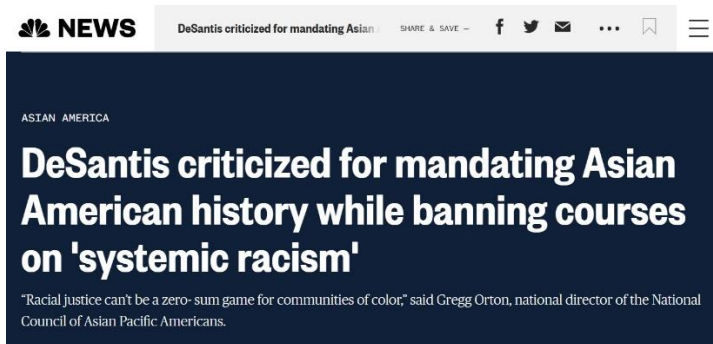 NEWS
DeSantis criticized for mandating Asian
SHARE & SAVE —
ASIAN AMERICA
DeSantis criticized for mandating Asian
American history while banning courses
on 'systemic racism'
“Racial justice can't be a zero- sum game for communities of color,” said Gregg Orton, national director of the National
Council of Asian Pacific Americans.